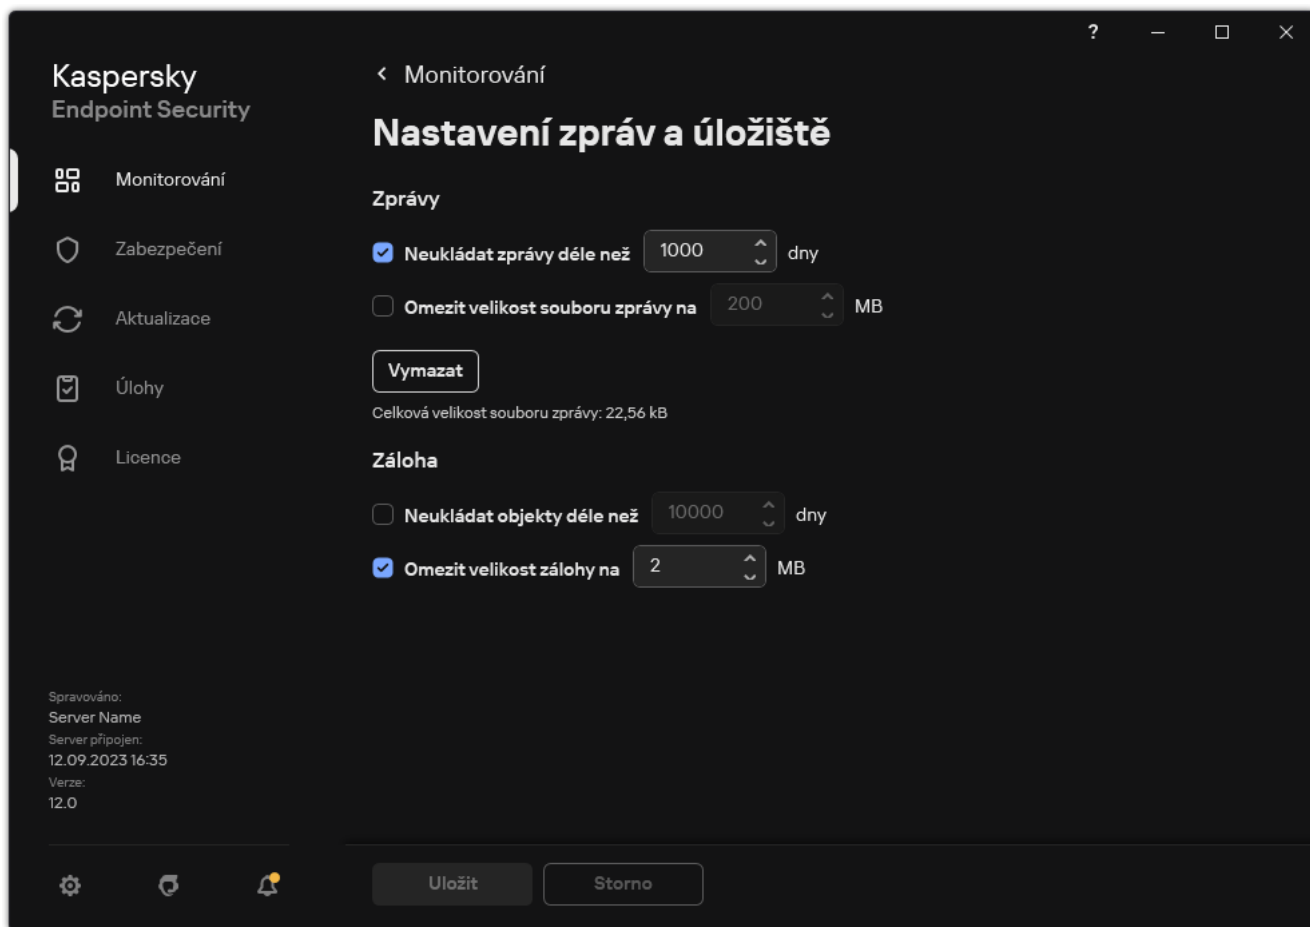 ?
Kaspersky
Endpoint Security
Monitorování
Zabezpečení
Aktualizace
Úlohy
Licence
Spravováno:
Server Name
Server připojen:
12.09.2023 16:35
Verze:
12.0
Monitorování
Nastavení zpráv a úložiště
Zprávy
Neukládat zprávy déle než 1000 dny
Omezit velikost souboru zprávy na 200 MB
Vymazat
Celková velikost souboru zprávy: 22,56 kB
Záloha
Neukládat objekty déle než 10000 dny
Omezit velikost zálohy na 2 MB
Uložit Storno